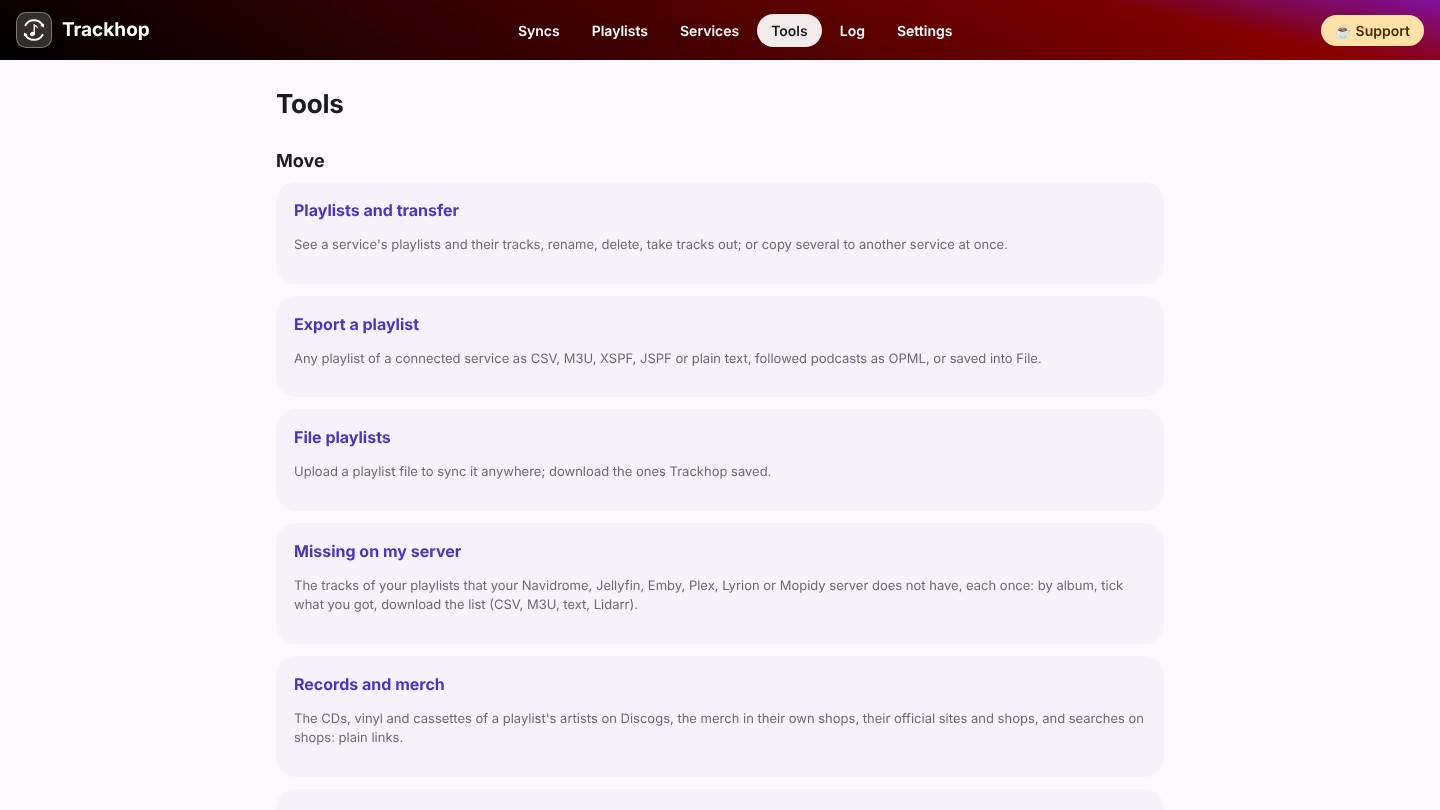 Trackhop
Syncs
Playlists
Services
Tools
Log
Settings
☕ Support
Tools
Move
Playlists and transfer
See a service's playlists and their tracks, rename, delete, take tracks out; or copy several to another service at once.
Export a playlist
Any playlist of a connected service as CSV, M3U, XSPF, JSPF or plain text, followed podcasts as OPML, or saved into File.
File playlists
Upload a playlist file to sync it anywhere; download the ones Trackhop saved.
Missing on my server
The tracks of your playlists that your Navidrome, Jellyfin, Emby, Plex, Lyrion or Mopidy server does not have, each once: by album, tick
what you got, download the list (CSV, M3U, text, Lidarr).
Records and merch
The CDs, vinyl and cassettes of a playlist's artists on Discogs, the merch in their own shops, their official sites and shops, and searches on
shops: plain links.